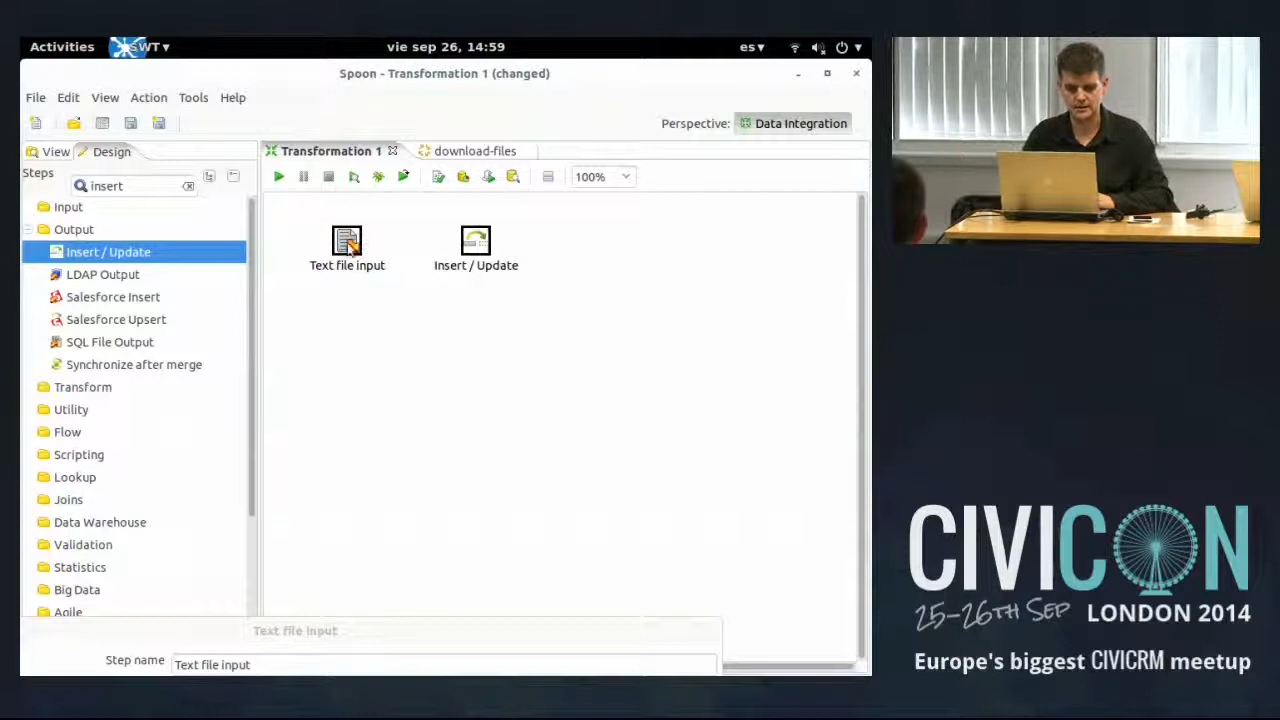 Activities
SWT
vie sep 26, 14:59
es
Spoon - Transformation 1 (changed)
File Edit View Action Tools Help
Perspective: Data Integration
View Design
Transformation 1 download-files
Steps
insert
100%
Input
Output
Insert / Update
LDAP Output
Salesforce Insert
Salesforce Upsert
SQL File Output
Synchronize after merge
Transform
Utility
Flow
Scripting
Lookup
Joins
Data Warehouse
Validation
Statistics
Big Data
Agile
Text file input
Insert / Update
Text file input
Step name Text file input
CIVICON
25-26TH SEP LONDON 2014
Europe's biggest CIVICRM meetup